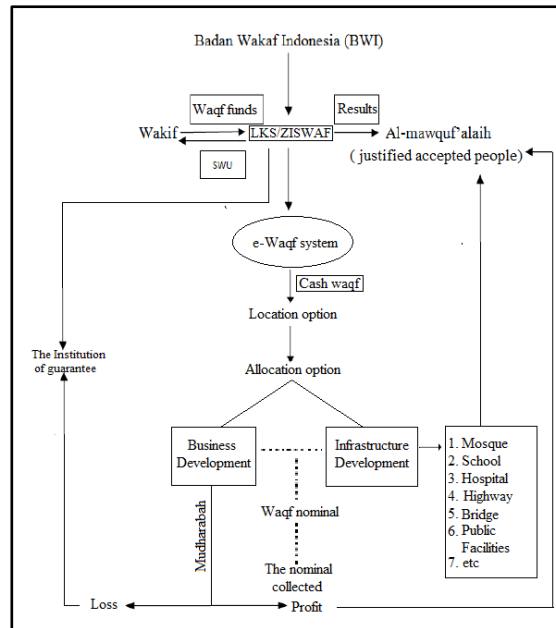 Badan Wakaf Indonesia (BWI)
Waqf funds
Results
Wakif
LKS/ZISWAF
Al-mawquf'alaih
( justified accepted people)
SWU
e-Waqf system
Cash waqf
Location option
The Institution
of guarantee
Allocation option
Business
Development
Infrastructure
Development
1. Mosque
2. School
3. Hospital
4. Highway
5. Bridge
6. Public
Facilities
7. etc
Mudharabah
Waqf nominal
The nominal
collected
Loss
Profit